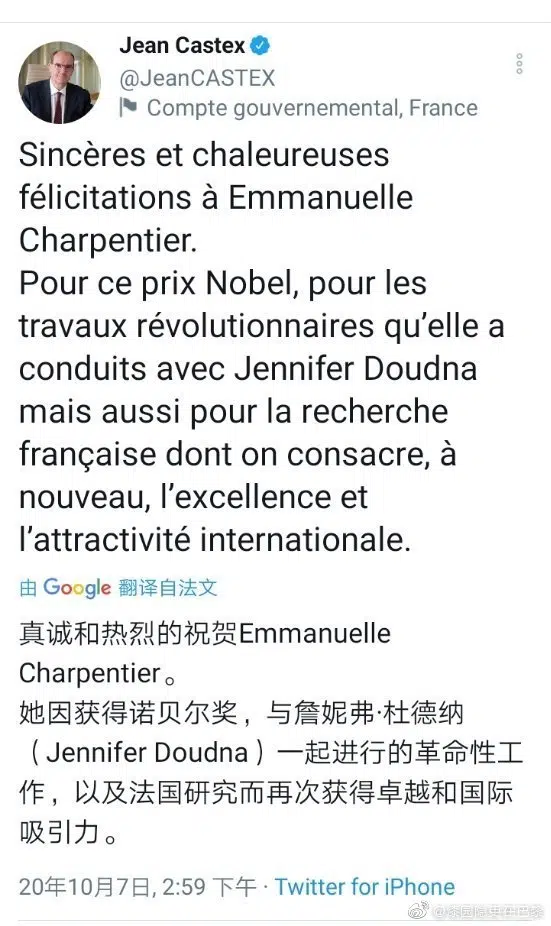 Jean Castex
@JeanCASTEX
Compte gouvernemental, France
Sincères et chaleureuses
félicitations à Emmanuelle
Charpentier.
Pour ce prix Nobel, pour les
travaux révolutionnaires qu’elle a
conduits avec Jennifer Doudna
mais aussi pour la recherche
française dont on consacre, à
nouveau, l’excellence et
l’attractivité internationale.
由 Google 翻译自法文
真诚和热烈的祝贺Emmanuelle
Charpentier。
她因获得诺贝尔奖，与詹妮弗·杜德纳
（Jennifer Doudna）一起进行的革命性工
作，以及法国研究而再次获得卓越和国际
吸引力。
20年10月7日, 2:59 下午 · Twitter for iPhone